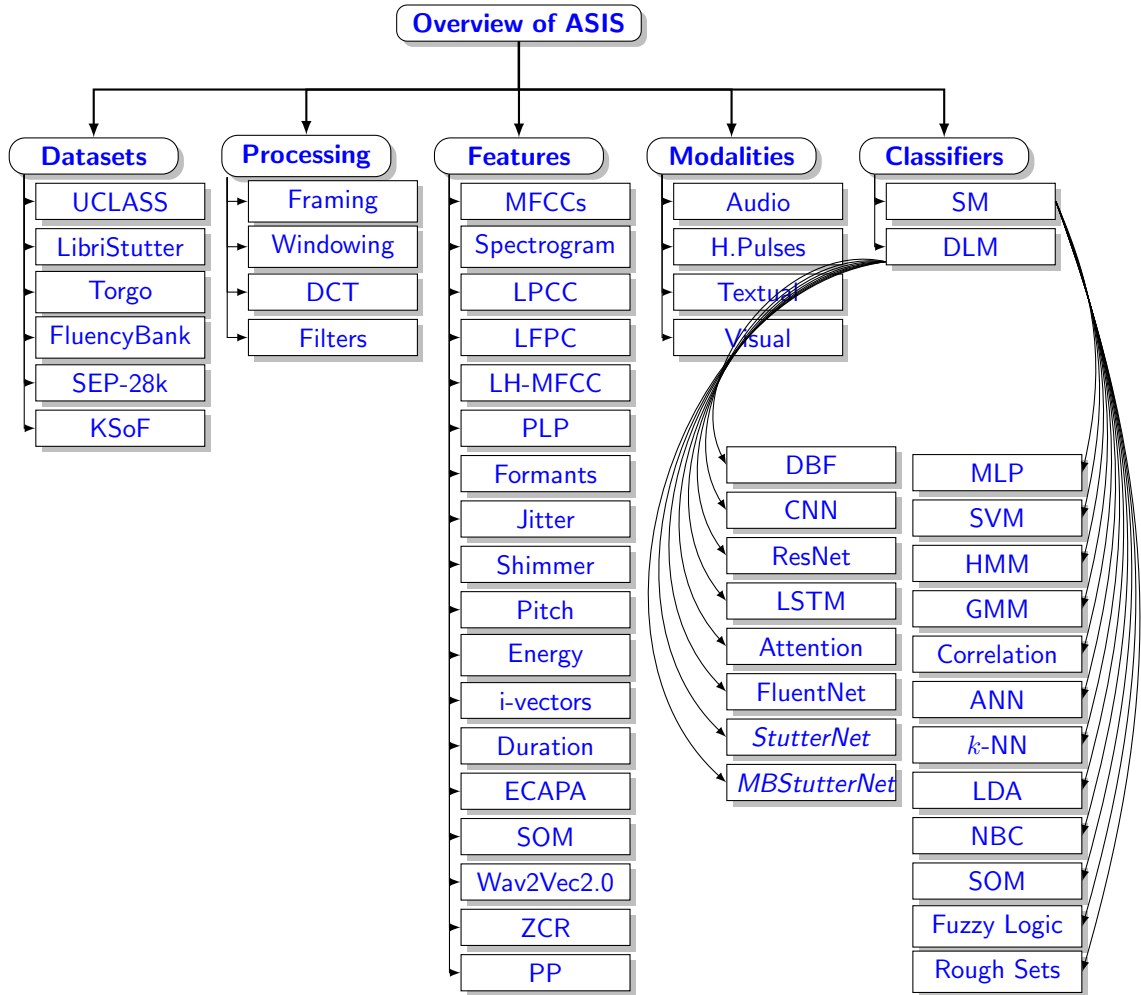 Overview of ASIS
Datasets
UCLASS
LibriStutter
Torgo
FluencyBank
SEP-28k
KSoF
Processing
Framing
Windowing
DCT
Filters
Features
MFCCs
Spectrogram
LPCC
LFPC
LH-MFCC
PLP
Formants
Jitter
Shimmer
Pitch
Energy
i-vectors
Duration
ECAPA
SOM
Wav2Vec2.0
ZCR
PP
Modalities
Audio
H.Pulses
Textual
Visual
Classifiers
SM
DLM
DBF
CNN
ResNet
LSTM
Attention
FluentNet
StutterNet
MBStutterNet
MLP
SVM
HMM
GMM
Correlation
ANN
k-NN
LDA
NBC
SOM
Fuzzy Logic
Rough Sets